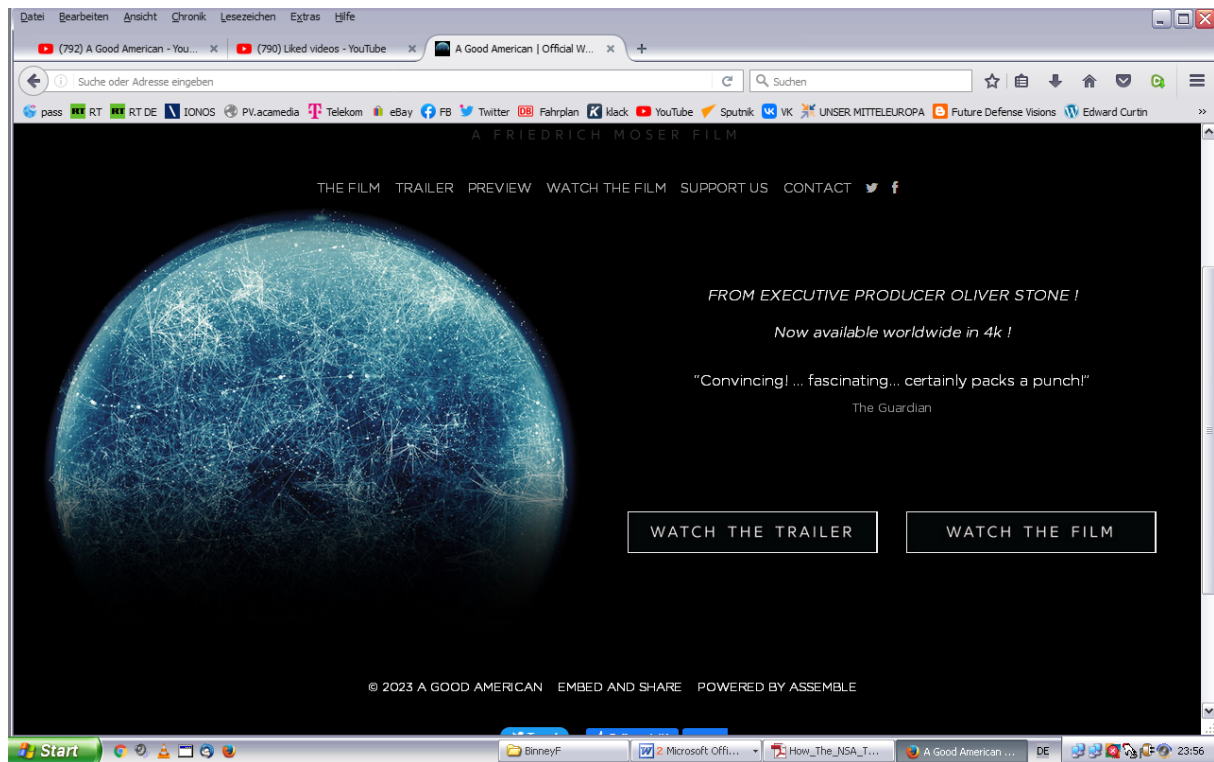 Datei Bearbeiten Ansicht Chronik Lesezeichen Extras Hilfe
(792) A Good American - You... (790) Liked videos - YouTube A Good American | Official W...
Suche oder Adresse eingeben Suchen
pass RT RT RT RT DE IONOS PV.acamedia T Telekom eBay FB Twitter DB Fahrplan K klack YouTube Sputnik VK UNSER MITTELEUROPA Future Defense Visions Edward Curtin »
A FRIEDRICH MOSER FILM
THE FILM TRAILER PREVIEW WATCH THE FILM SUPPORT US CONTACT
FROM EXECUTIVE PRODUCER OLIVER STONE !
Now available worldwide in 4k !
"Convincing! ... fascinating... certainly packs a punch!"
The Guardian
WATCH THE TRAILER WATCH THE FILM
© 2023 A GOOD AMERICAN EMBED AND SHARE POWERED BY ASSEMBLE
Start BinneyF 2 Microsoft Offi... How_The_NSA_T... A Good American ... DE 23:56